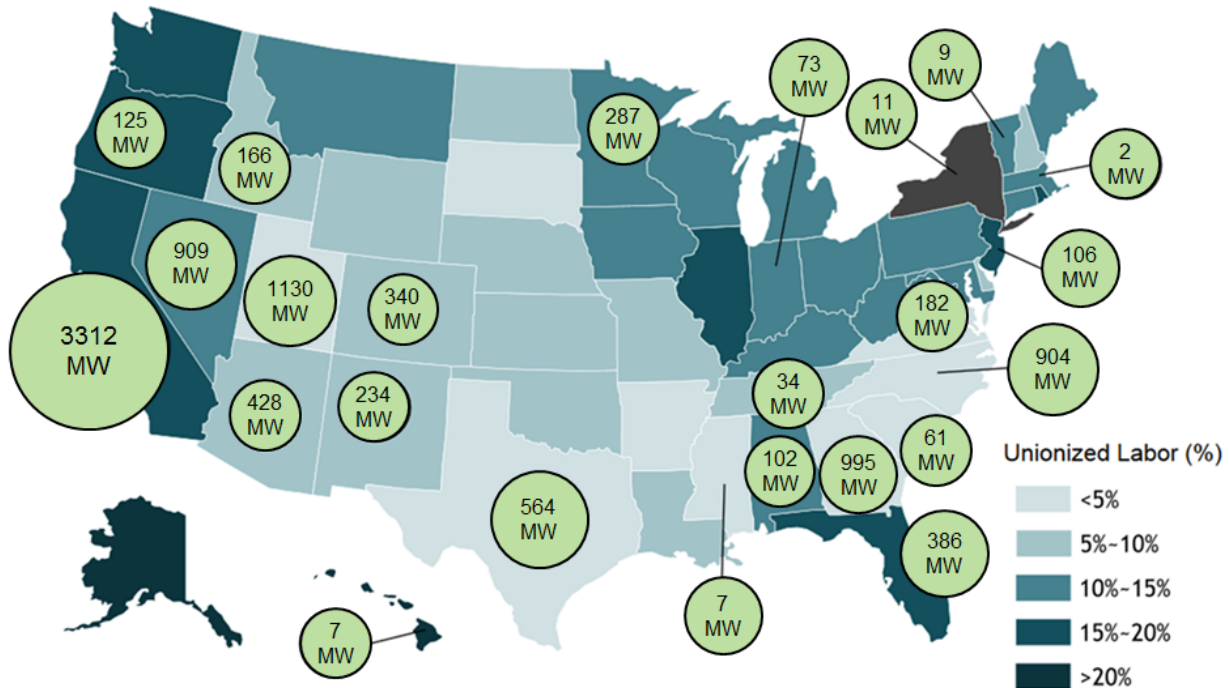 73
MW
9
MW
11
MW
125
MW
287
MW
166
MW
2
MW
909
MW
1130
MW
340
MW
106
MW
182
MW
3312
MW
904
MW
428
MW
234
MW
34
MW
61
MW
102
MW
995
MW
564
MW
386
MW
7
MW
7
MW
Unionized Labor (%)
<5%
5%~10%
10%~15%
15%~20%
>20%